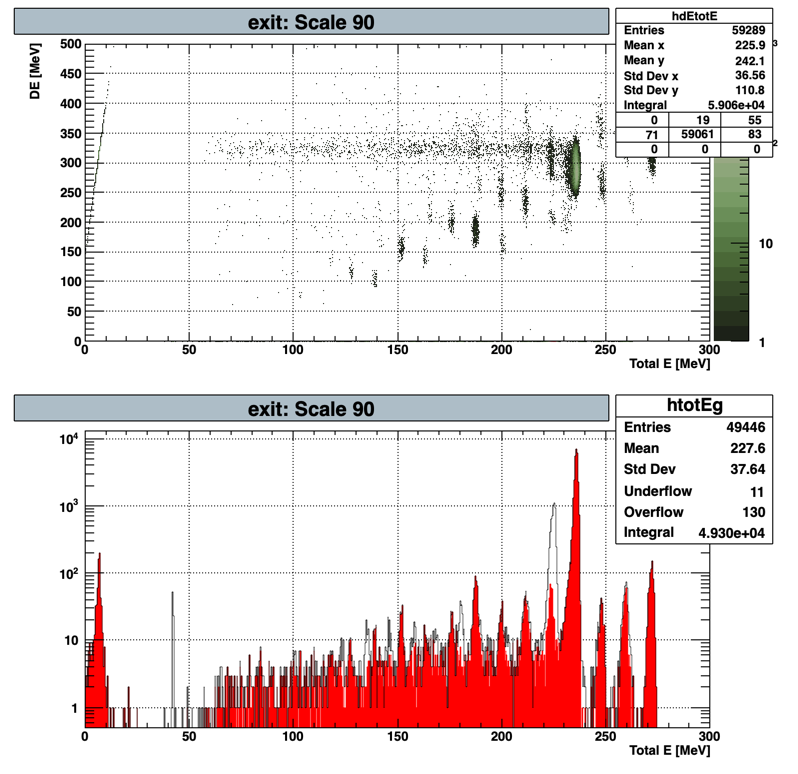 exit: Scale 90
hdEtotE
Entries 59289
Mean x 225.9
Mean y 242.1
Std Dev x 36.56
Std Dev y 110.8
Integral 5.906e+04
0 19 55
71 59061 83
0 0 0
DE [MeV]
500
450
400
350
300
250
200
150
100
50
0
0 50 100 150 200 250 300
Total E [MeV]
3
2
10
1
exit: Scale 90
htotEg
Entries 49446
Mean 227.6
Std Dev 37.64
Underflow 11
Overflow 130
Integral 4.930e+04
10⁴
10³
10²
10
1
0 50 100 150 200 250 300
Total E [MeV]